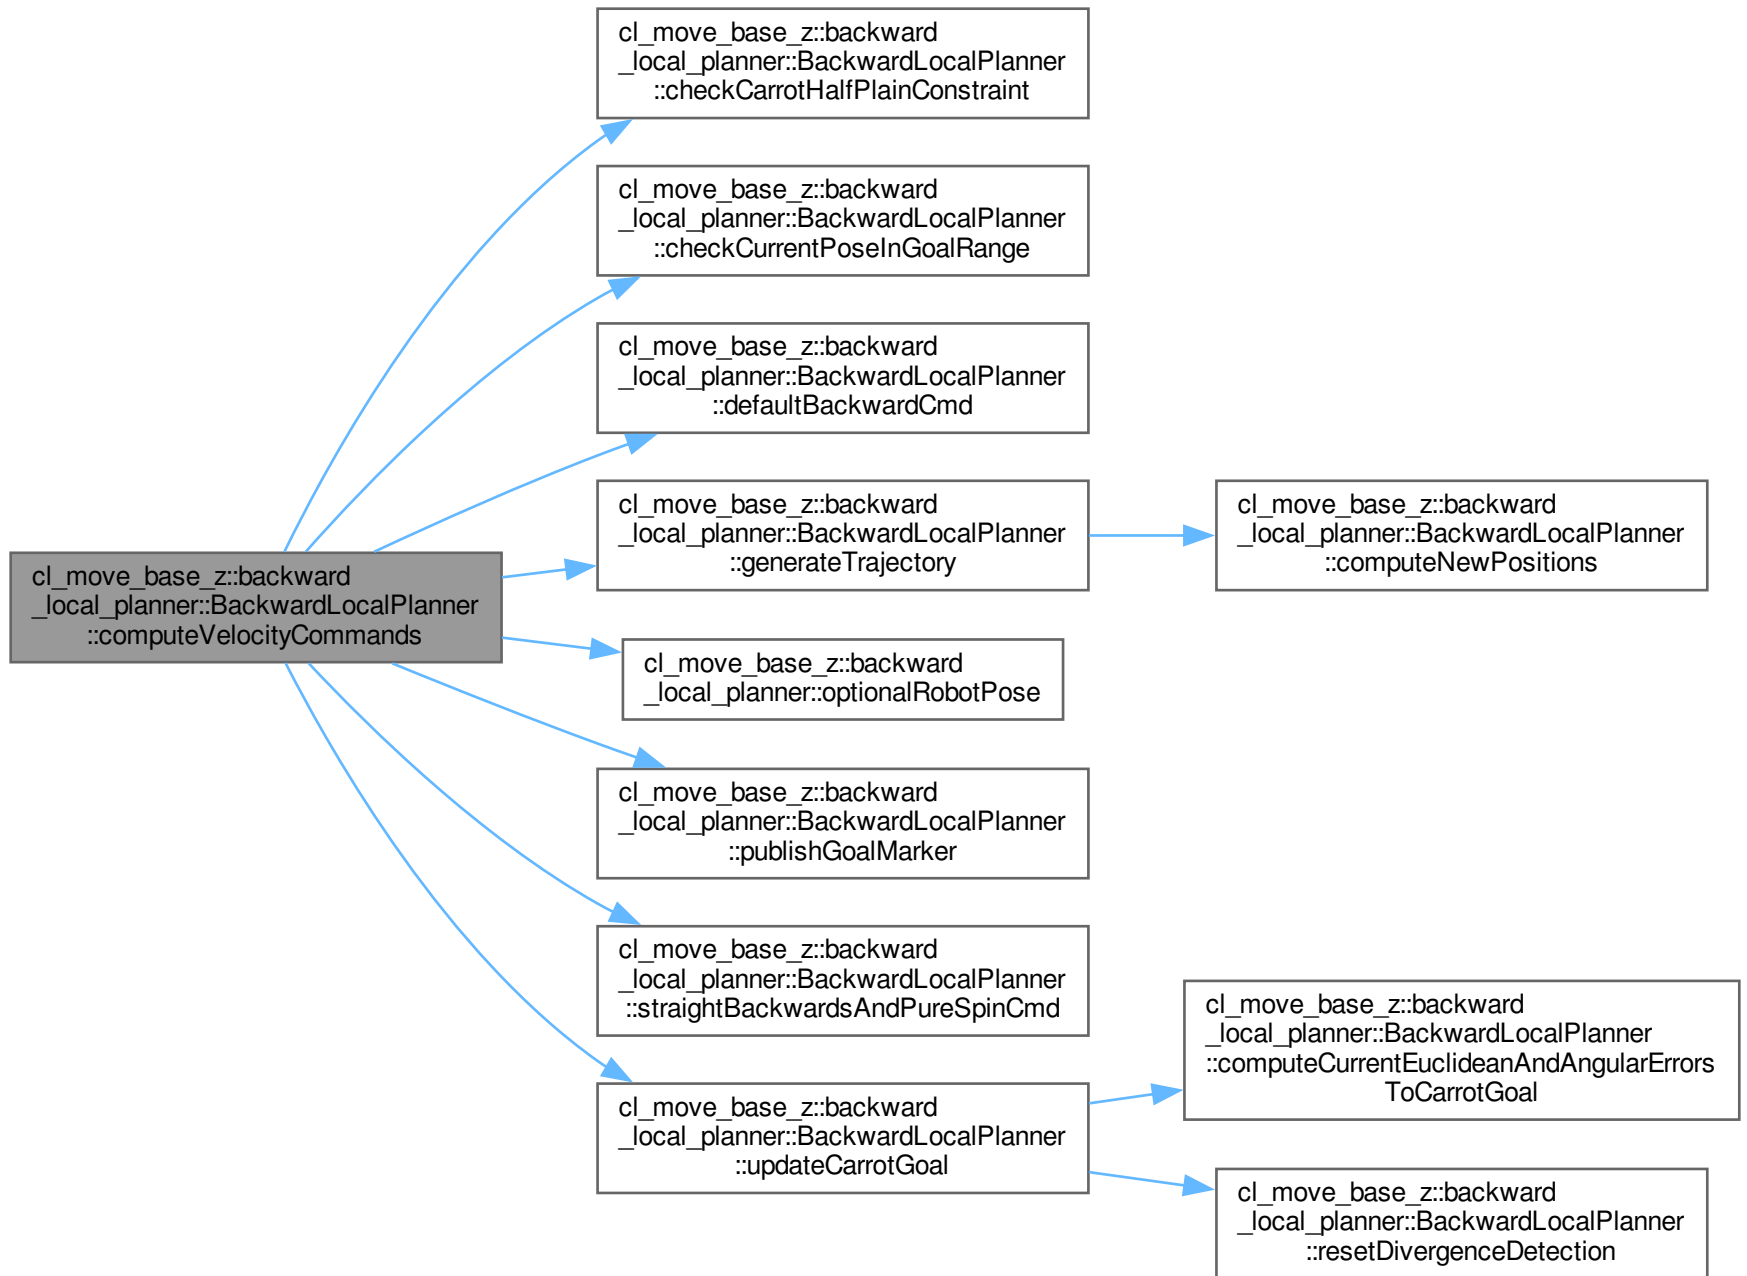 cl_move_base_z::backward
_local_planner::BackwardLocalPlanner
::checkCarrotHalfPlainConstraint
cl_move_base_z::backward
_local_planner::BackwardLocalPlanner
::checkCurrentPoseInGoalRange
cl_move_base_z::backward
_local_planner::BackwardLocalPlanner
::defaultBackwardCmd
cl_move_base_z::backward
_local_planner::BackwardLocalPlanner
::generateTrajectory
cl_move_base_z::backward
_local_planner::BackwardLocalPlanner
::computeNewPositions
cl_move_base_z::backward
_local_planner::BackwardLocalPlanner
::computeVelocityCommands
cl_move_base_z::backward
_local_planner::optionalRobotPose
cl_move_base_z::backward
_local_planner::BackwardLocalPlanner
::publishGoalMarker
cl_move_base_z::backward
_local_planner::BackwardLocalPlanner
::straightBackwardsAndPureSpinCmd
cl_move_base_z::backward
_local_planner::BackwardLocalPlanner
::updateCarrotGoal
cl_move_base_z::backward
_local_planner::BackwardLocalPlanner
::computeCurrentEuclideanAndAngularErrors
ToCarrotGoal
cl_move_base_z::backward
_local_planner::BackwardLocalPlanner
::resetDivergenceDetection